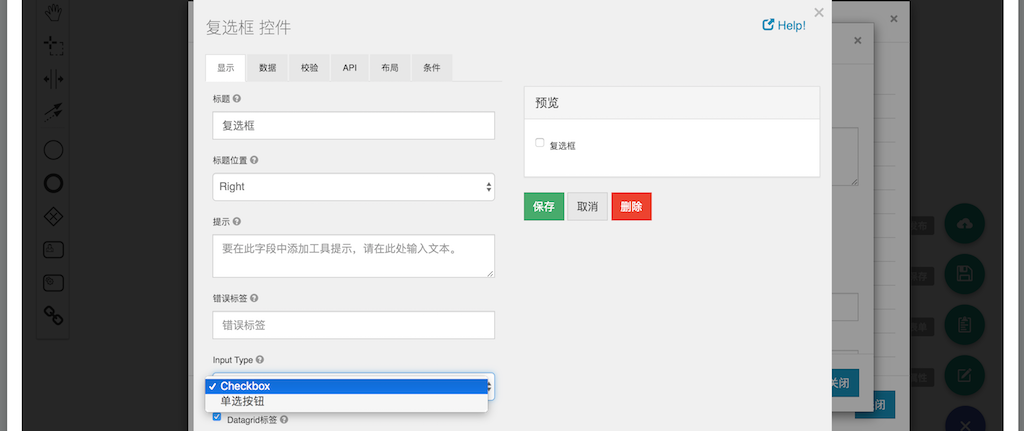 复选框 控件
Help!
显示
数据
校验
API
布局
条件
标题
复选框
标题位置
Right
提示
要在此字段中添加工具提示，请在此处输入文本。
错误标签
错误标签
Input Type
Checkbox
单选按钮
Datagrid标签
预览
复选框
保存
取消
删除
关闭
闭